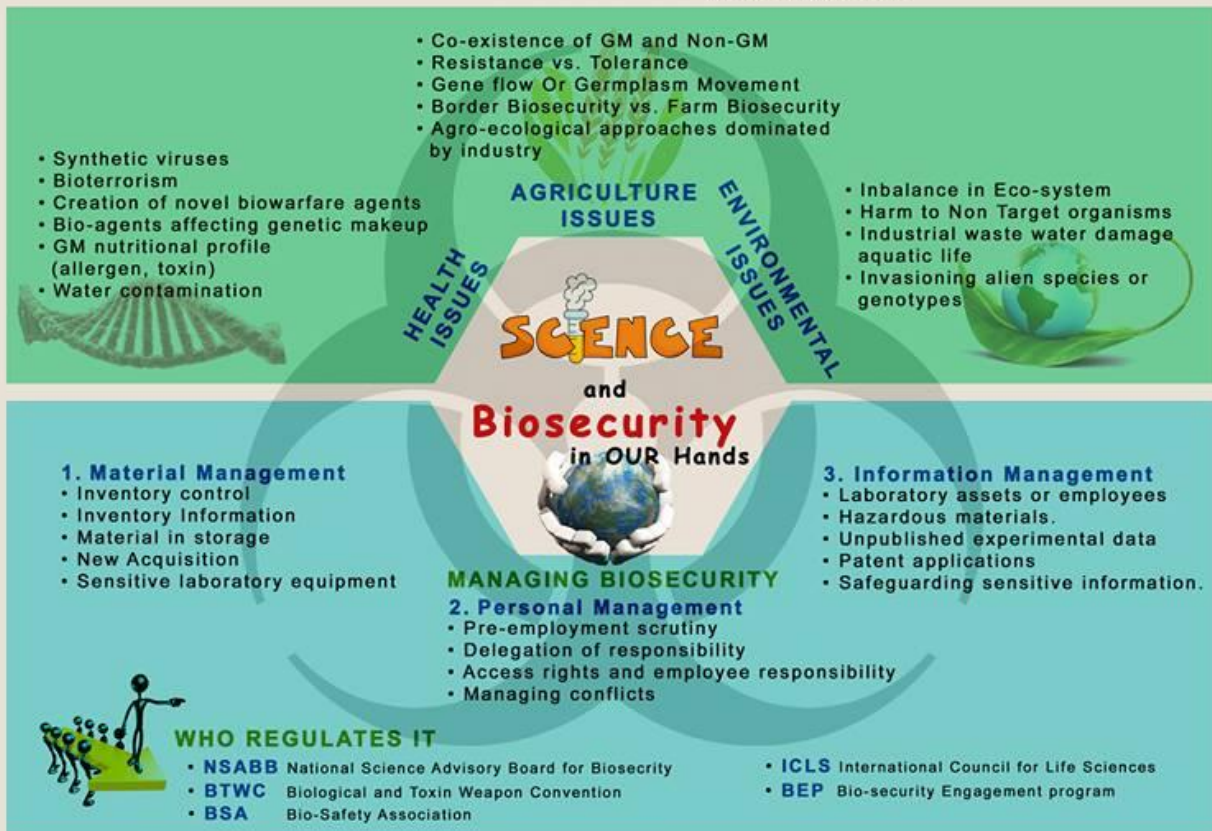 • Co-existence of GM and Non-GM
• Resistance vs. Tolerance
• Gene flow Or Germplasm Movement
• Border Biosecurity vs. Farm Biosecurity
• Agro-ecological approaches dominated
by industry
• Synthetic viruses
• Bioterrorism
• Creation of novel biowarfare agents
• Bio-agents affecting genetic makeup
• GM nutritional profile
(allergen, toxin)
• Water contamination
HEALTH
ISSUES
AGRICULTURE
ISSUES
ENVIRONMENTAL
ISSUES
• Inbalance in Eco-system
• Harm to Non Target organisms
• Industrial waste water damage
aquatic life
• Invasioning alien species or
genotypes
SCIENCE
and
Biosecurity
in OUR Hands
1. Material Management
• Inventory control
• Inventory Information
• Material in storage
• New Acquisition
• Sensitive laboratory equipment
MANAGING BIOSECURITY
2. Personal Management
• Pre-employment scrutiny
• Delegation of responsibility
• Access rights and employee responsibility
• Managing conflicts
3. Information Management
• Laboratory assets or employees
• Hazardous materials.
• Unpublished experimental data
• Patent applications
• Safeguarding sensitive information.
WHO REGULATES IT
• NSABB National Science Advisory Board for Biosecrity
• BTWC Biological and Toxin Weapon Convention
• BSA Bio-Safety Association
• ICLS International Council for Life Sciences
• BEP Bio-security Engagement program